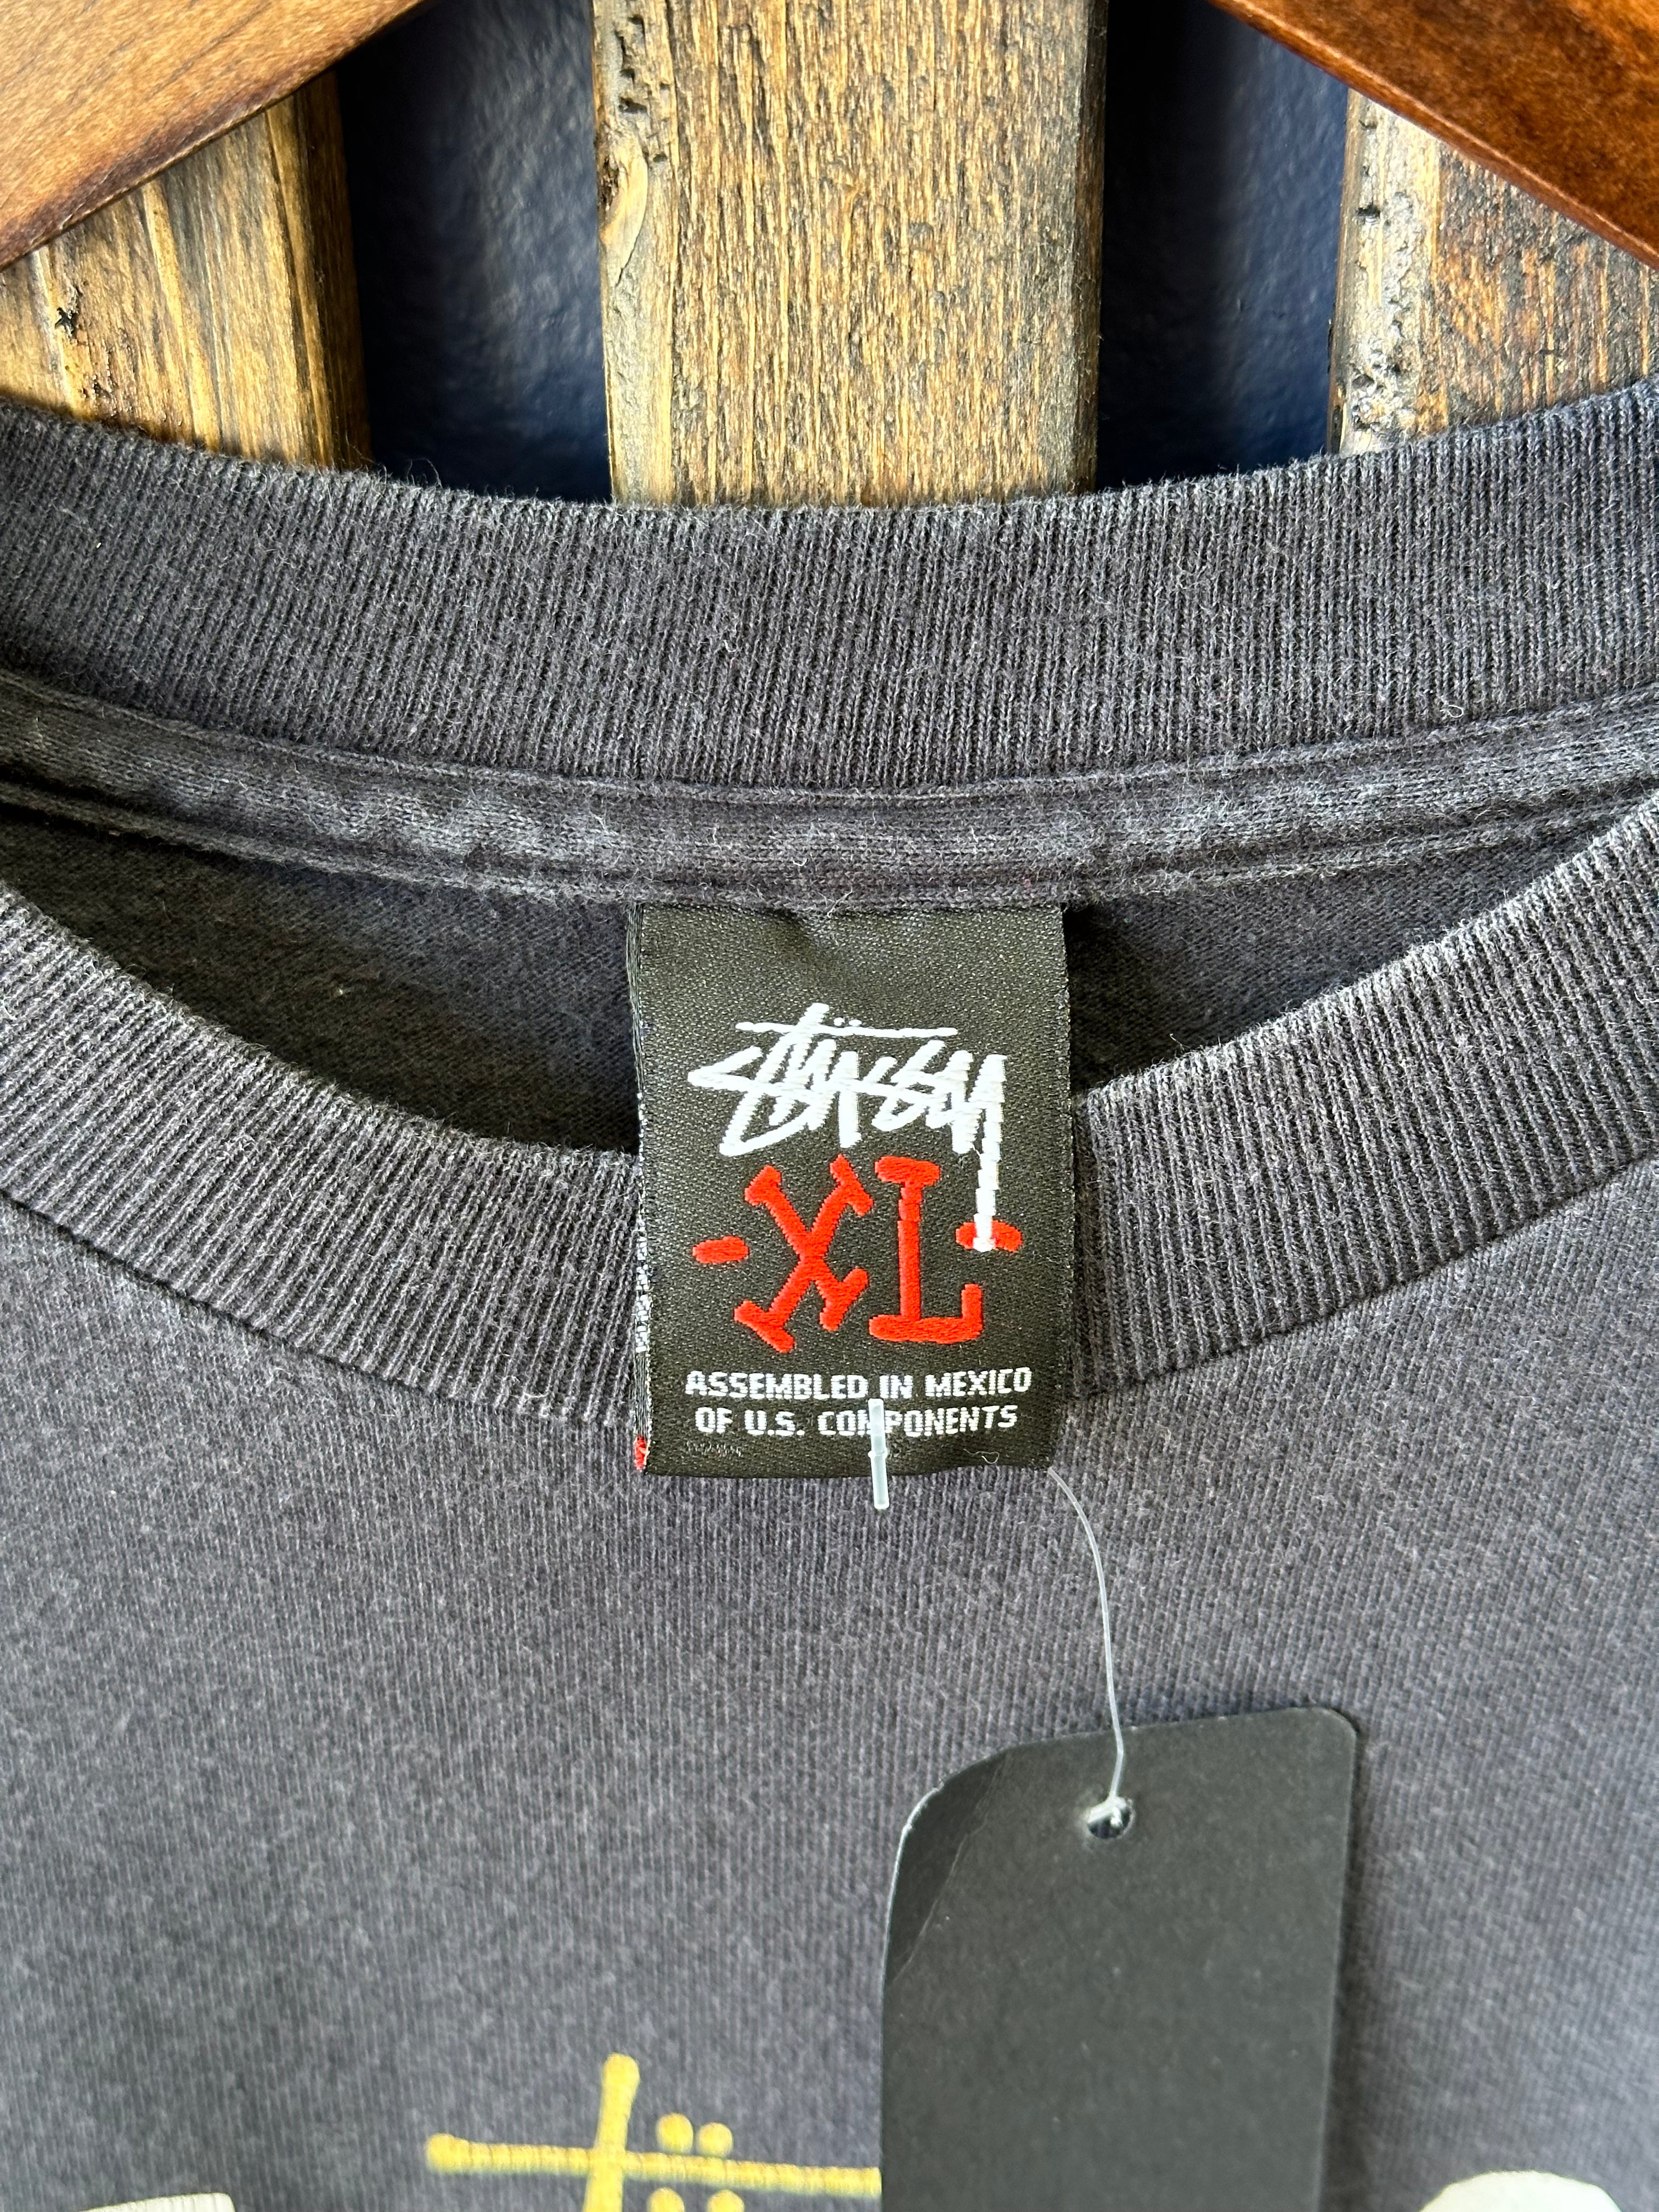 Stüssy
-XL-
ASSEMBLED IN MEXICO
OF U.S. COMPONENTS